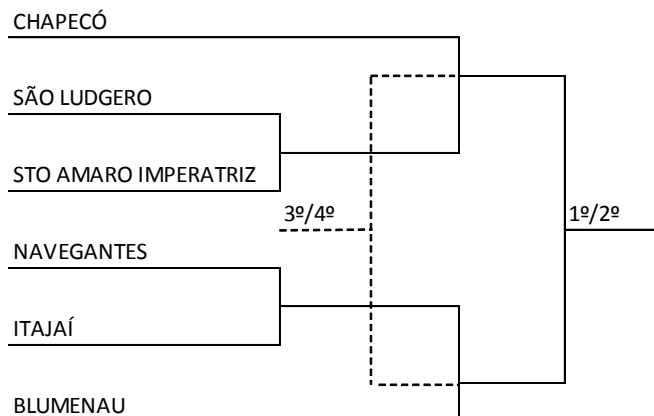 CHAPECÓ
SÃO LUDGERO
STO AMARO IMPERATRIZ
3º/4º
1º/2º
NAVEGANTES
ITAJAÍ
BLUMENAU